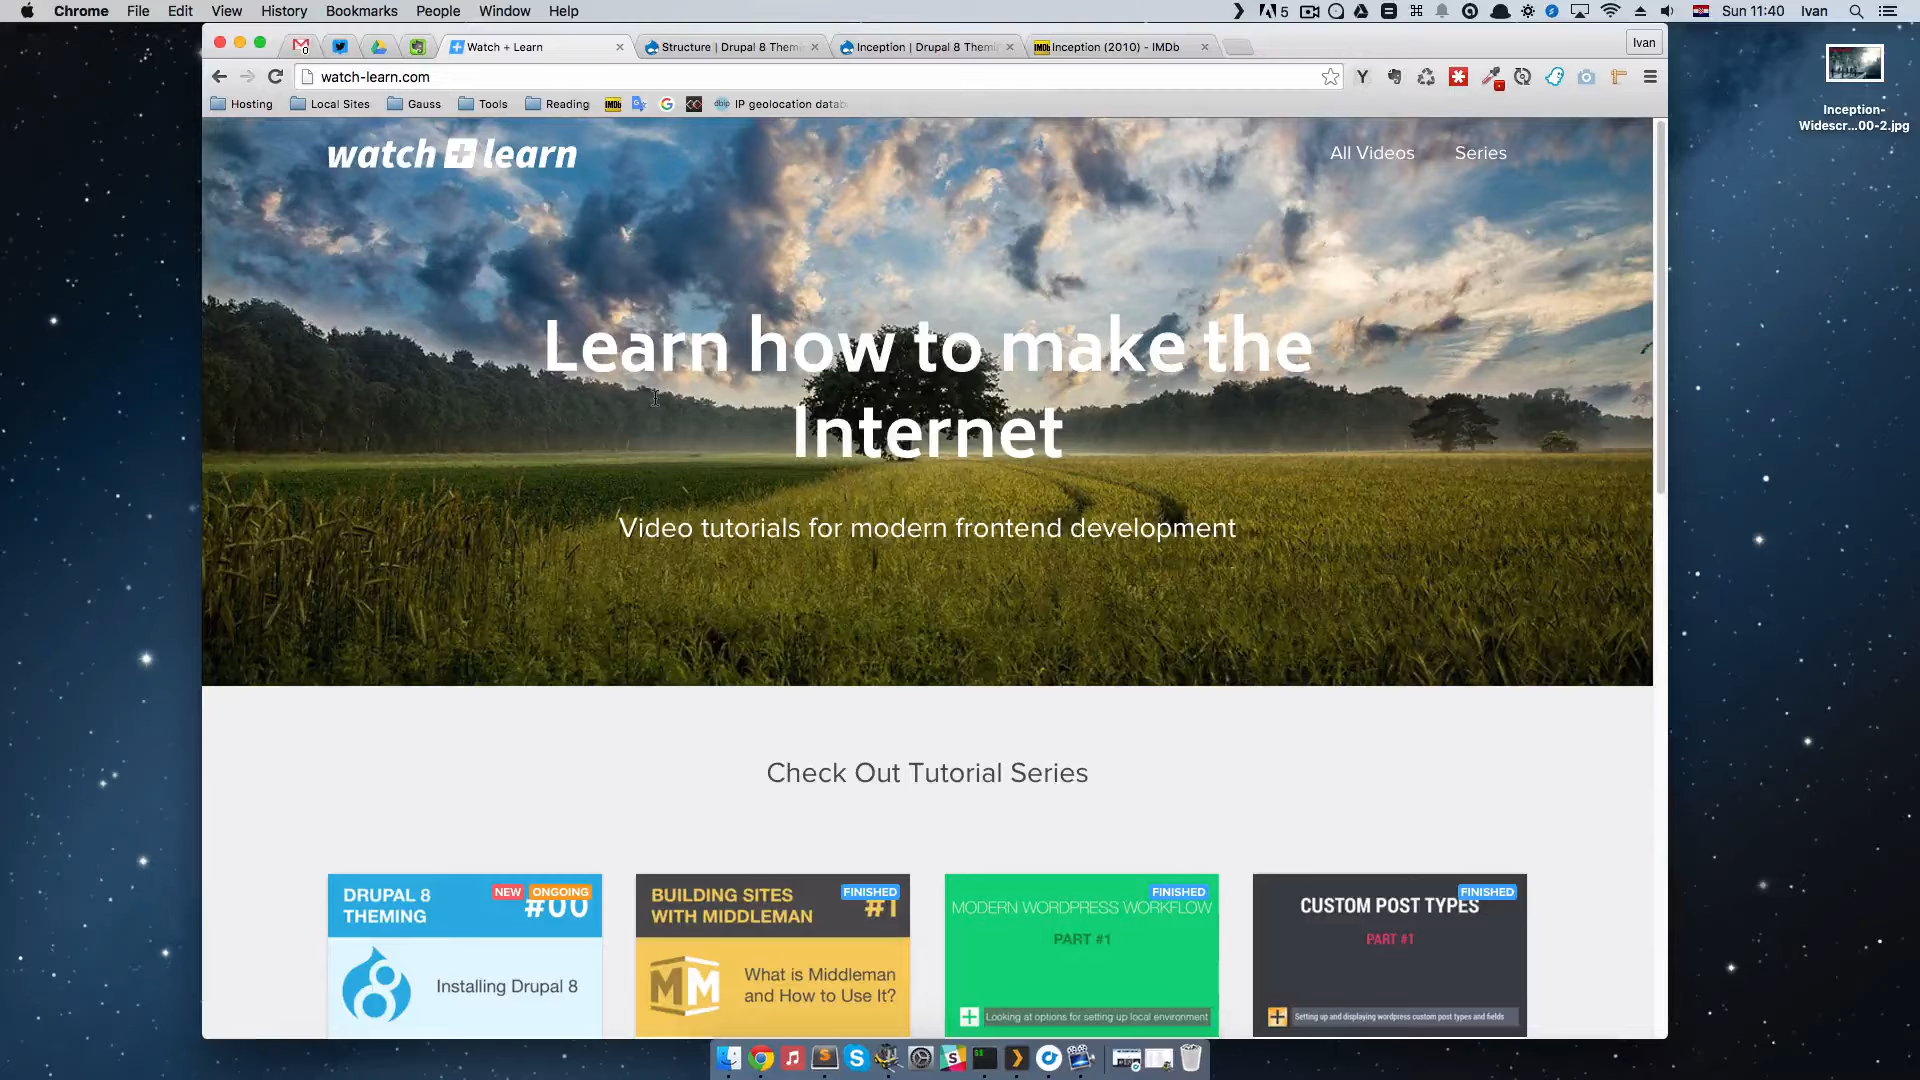 Chrome File Edit View History Bookmarks People Window Help
5 Sun 11:40 Ivan
Watch + Learn
Structure | Drupal 8 Themi
Inception | Drupal 8 Themi
IMDb Inception (2010) - IMDb
Ivan
watch-learn.com
Hosting Local Sites Gauss Tools Reading IMDb dbip IP geolocation datab
Inception-
Widescr...00-2.jpg
watch + learn
All Videos Series
Learn how to make the
Internet
Video tutorials for modern frontend development
Check Out Tutorial Series
DRUPAL 8
THEMING
NEW ONGOING
#00
Installing Drupal 8
BUILDING SITES
WITH MIDDLEMAN
FINISHED
#1
What is Middleman
and How to Use It?
FINISHED
MODERN WORDPRESS WORKFLOW
PART #1
Looking at options for setting up local environment
FINISHED
CUSTOM POST TYPES
PART #1
Setting up and displaying wordpress custom post types and fields